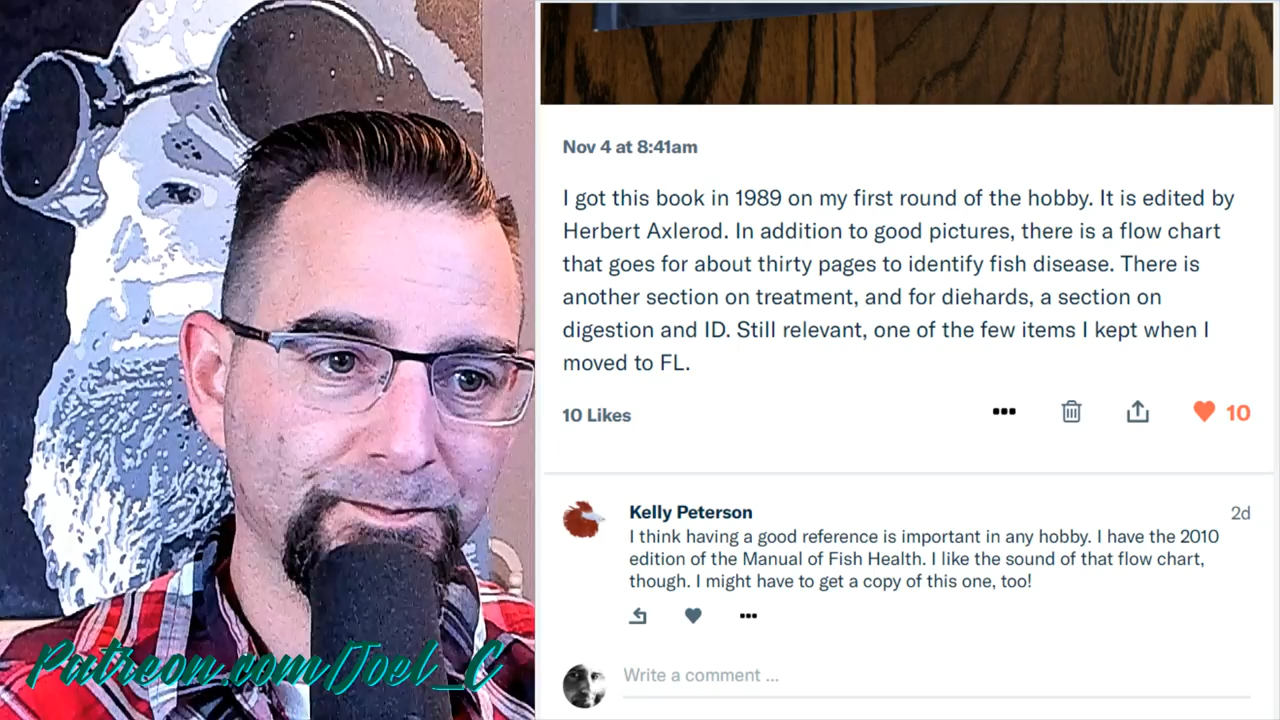 Nov 4 at 8:41am
I got this book in 1989 on my first round of the hobby. It is edited by
Herbert Axlerod. In addition to good pictures, there is a flow chart
that goes for about thirty pages to identify fish disease. There is
another section on treatment, and for diehards, a section on
digestion and ID. Still relevant, one of the few items I kept when I
moved to FL.
10 Likes
10
Kelly Peterson
2d
I think having a good reference is important in any hobby. I have the 2010
edition of the Manual of Fish Health. I like the sound of that flow chart,
though. I might have to get a copy of this one, too!
Write a comment ...
Patreon.com/Joel_C